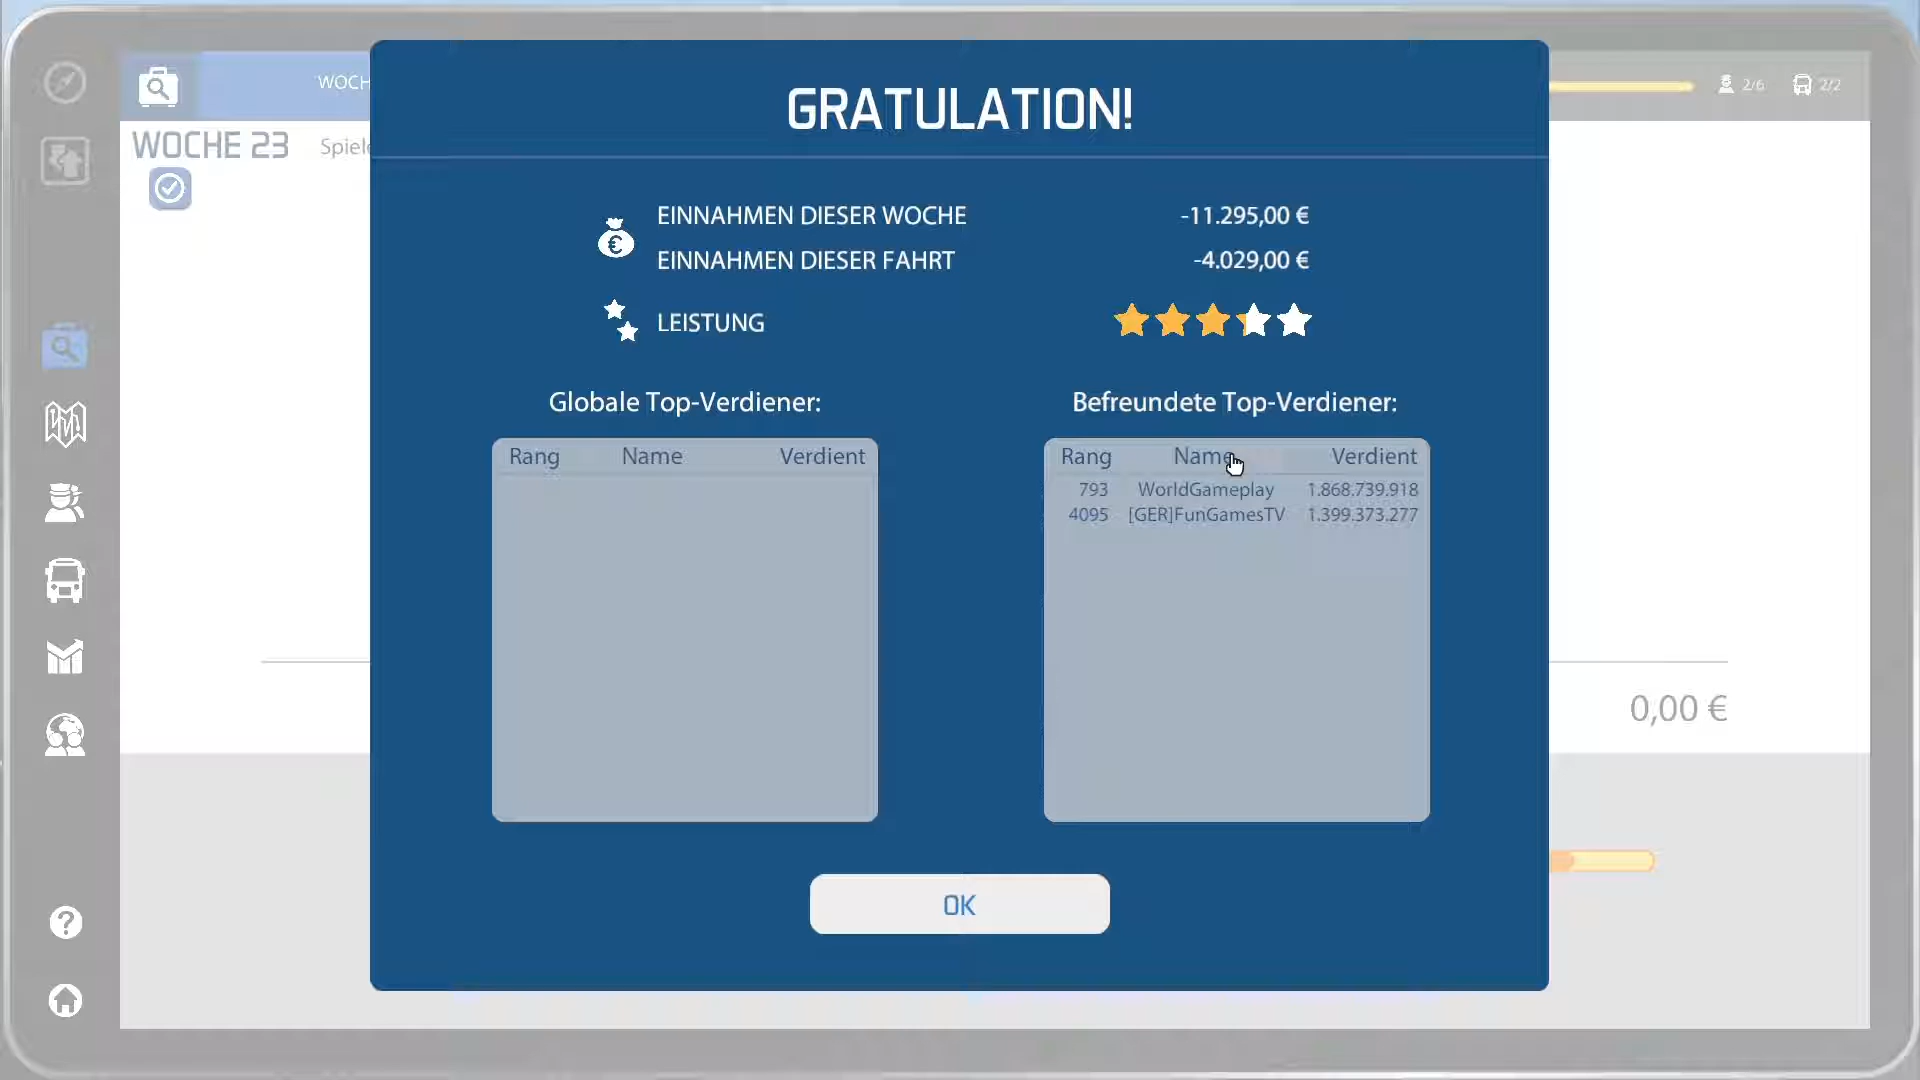 WOCH
2/6
2/2
WOCHE 23
Spiele
GRATULATION!
EINNAHMEN DIESER WOCHE -11.295,00 €
EINNAHMEN DIESER FAHRT -4.029,00 €
LEISTUNG
Globale Top-Verdiener:
Rang Name Verdient
Befreundete Top-Verdiener:
Rang Name Verdient
793 WorldGameplay 1.868.739.918
4095 [GER]FunGamesTV 1.399.373.277
0,00 €
OK